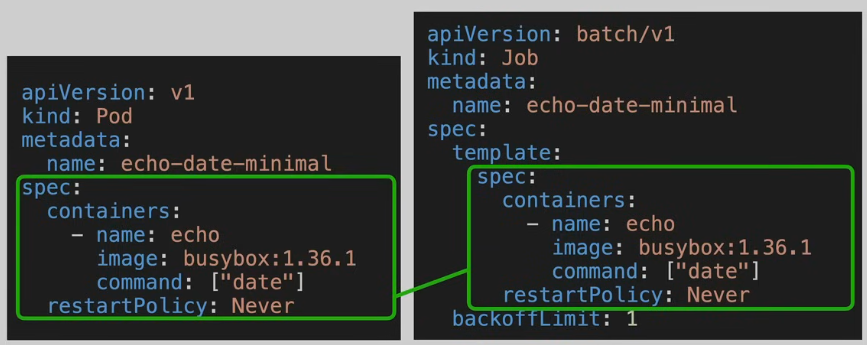 apiVersion: v1
kind: Pod
metadata:
  name: echo-date-minimal
spec:
  containers:
    - name: echo
      image: busybox:1.36.1
      command: ["date"]
  restartPolicy: Never
apiVersion: batch/v1
kind: Job
metadata:
  name: echo-date-minimal
spec:
  template:
    spec:
      containers:
        - name: echo
          image: busybox:1.36.1
          command: ["date"]
      restartPolicy: Never
  backoffLimit: 1